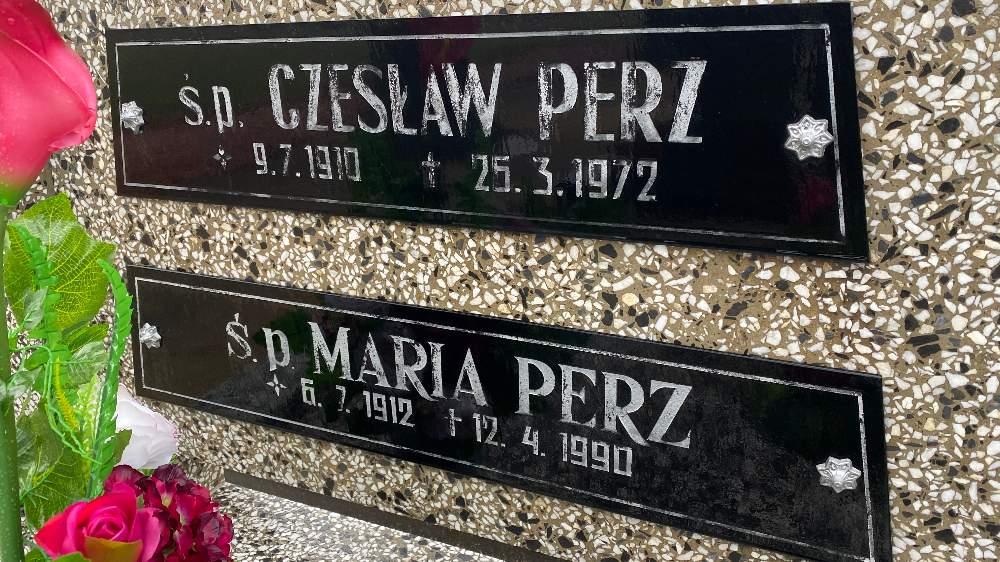 ś.p. CZESŁAW PERZ
9.7.1910 † 25.3.1972
Ś.p MARIA PERZ
6.7.1912 † 12.4.1990